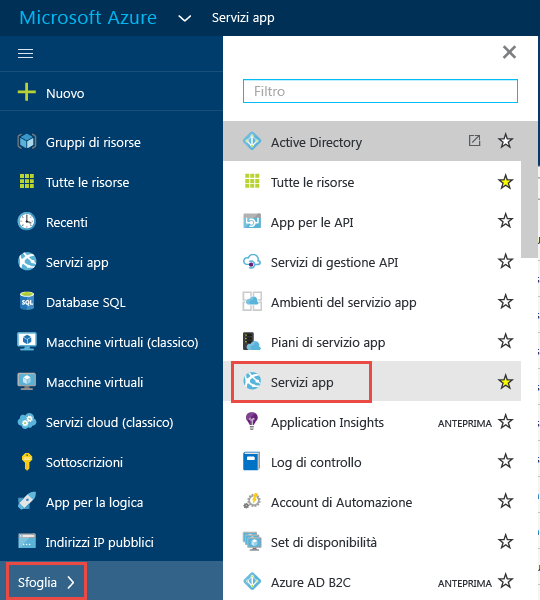 Microsoft Azure Servizi app
Nuovo
Gruppi di risorse
Tutte le risorse
Recenti
Servizi app
Database SQL
Macchine virtuali (classico)
Macchine virtuali
Servizi cloud (classico)
Sottoscrizioni
App per la logica
Indirizzi IP pubblici
Sfoglia
Filtro
Active Directory
Tutte le risorse
App per le API
Servizi di gestione API
Ambienti del servizio app
Piani di servizio app
Servizi app
Application Insights ANTEPRIMA
Log di controllo
Account di Automazione
Set di disponibilità
Azure AD B2C ANTEPRIMA